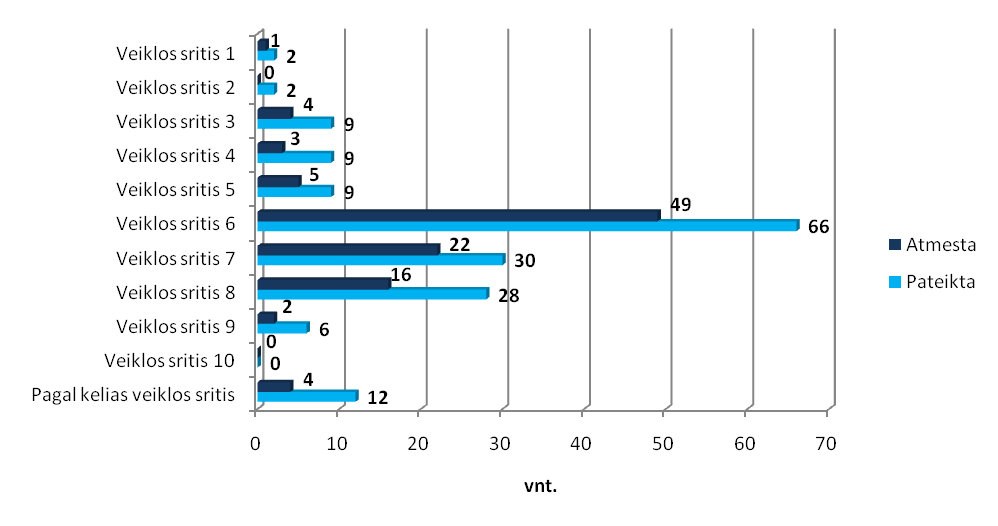 Veiklos sritis 1
1
2
Veiklos sritis 2
0
2
Veiklos sritis 3
4
9
Veiklos sritis 4
3
9
Veiklos sritis 5
5
9
Veiklos sritis 6
49
66
Veiklos sritis 7
22
30
Veiklos sritis 8
16
28
Veiklos sritis 9
2
6
Veiklos sritis 10
0
0
Pagal kelias veiklos sritis
4
12
0 10 20 30 40 50 60 70
vnt.
Atmesta
Pateikta